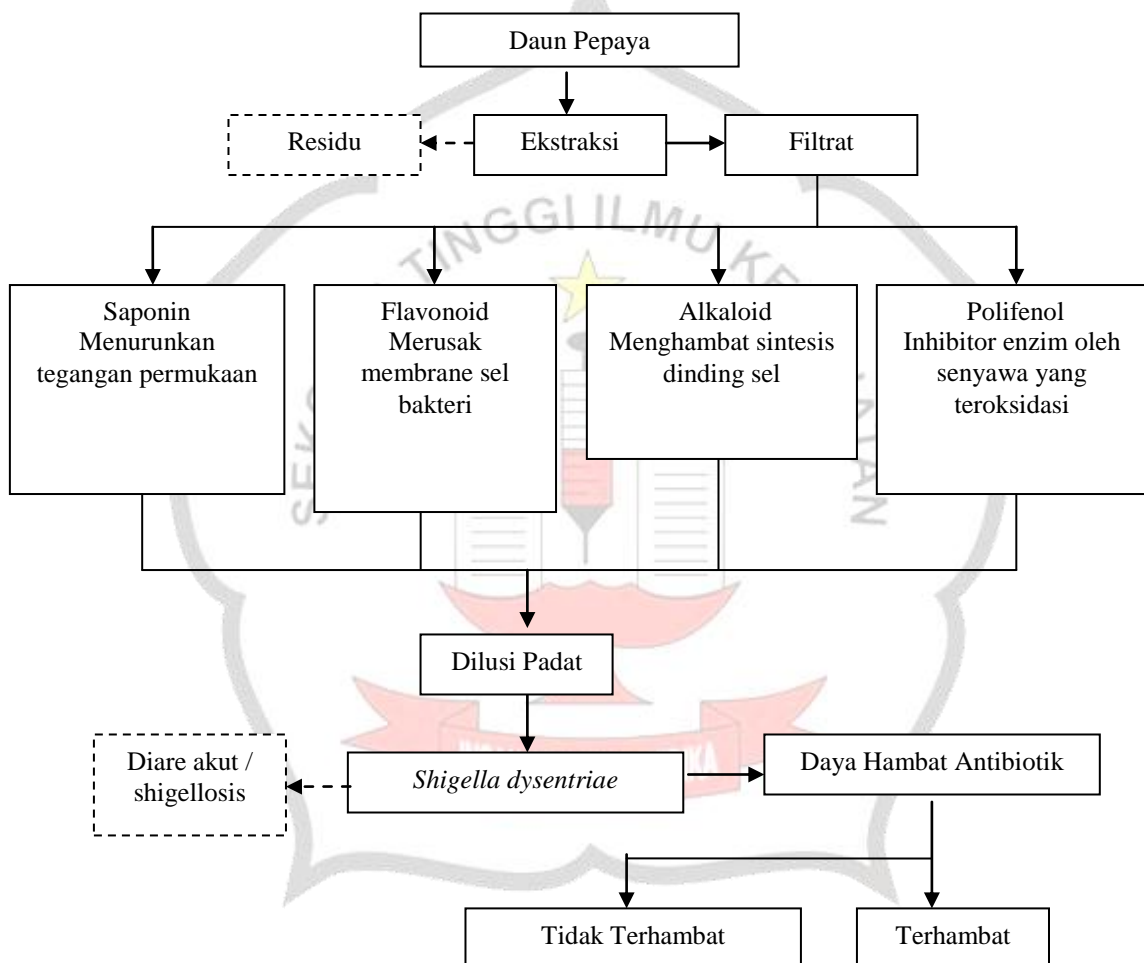 Daun Pepaya
Residu
Ekstraksi
Filtrat
TINGGI ILMU
Saponin
Menurunkan
tegangan permukaan
Flavonoid
Merusak
membrane sel
bakteri
Alkaloid
Menghambat sintesis
dinding sel
Polifenol
Inhibitor enzim oleh
senyawa yang
teroksidasi
Dilusi Padat
Diare akut /
shigellosis
Shigella dysentriae
Daya Hambat Antibiotik
Tidak Terhambat
Terhambat